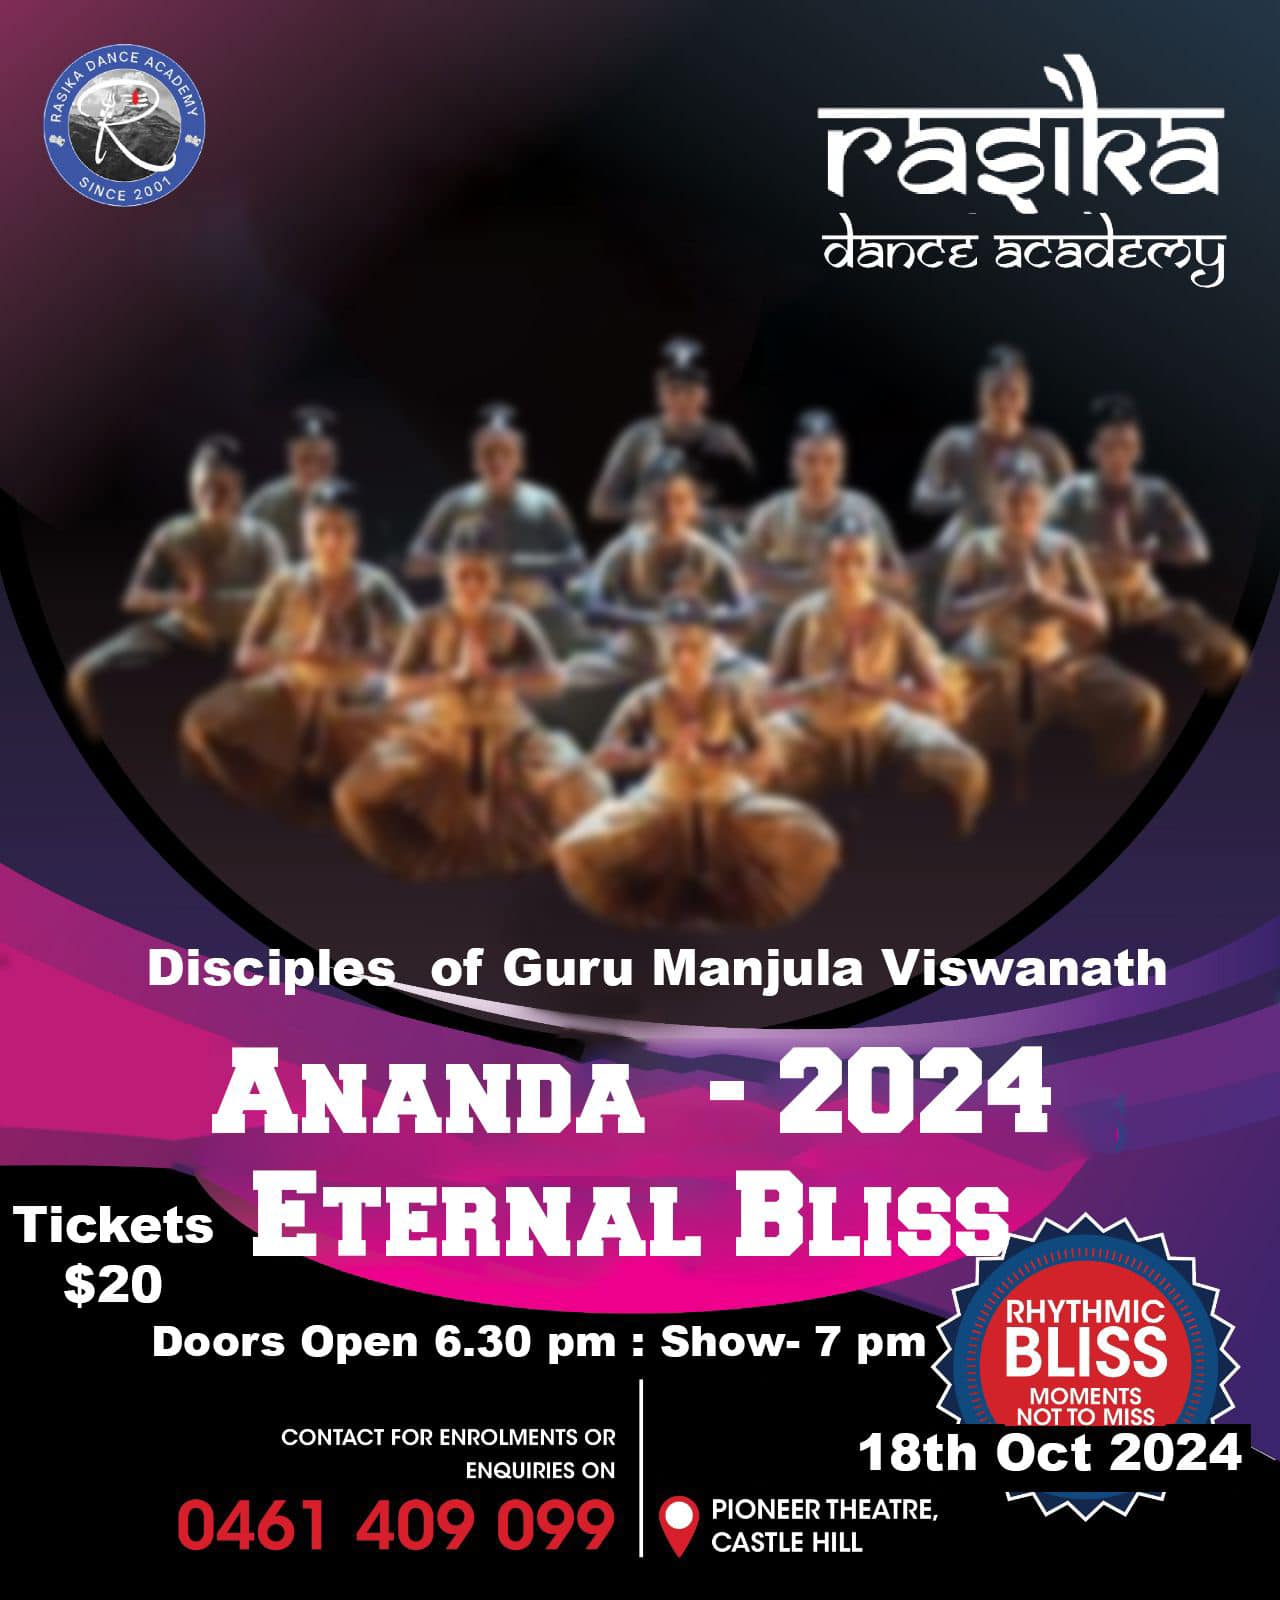 RASIKA DANCE ACADEMY
SINCE 2001
rasika
dance academy
Disciples of Guru Manjula Viswanath
ANANDA - 2024
ETERNAL BLISS
Tickets
$20
Doors Open 6.30 pm : Show- 7 pm
RHYTHMIC
BLISS
MOMENTS
NOT TO MISS
18th Oct 2024
CONTACT FOR ENROLMENTS OR
ENQUIRIES ON
0461 409 099
PIONEER THEATRE,
CASTLE HILL